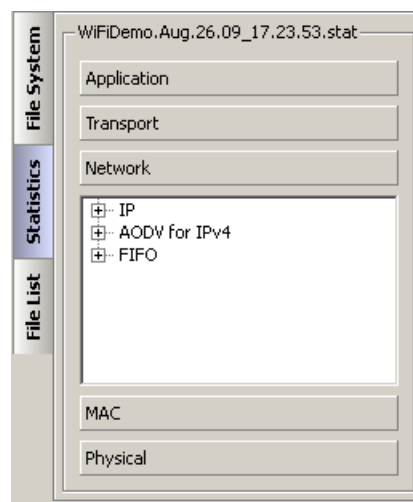 File System
Statistics
File List
WiFiDemo.Aug.26.09_17.23.53.stat
Application
Transport
Network
IP
AODV for IPv4
FIFO
MAC
Physical